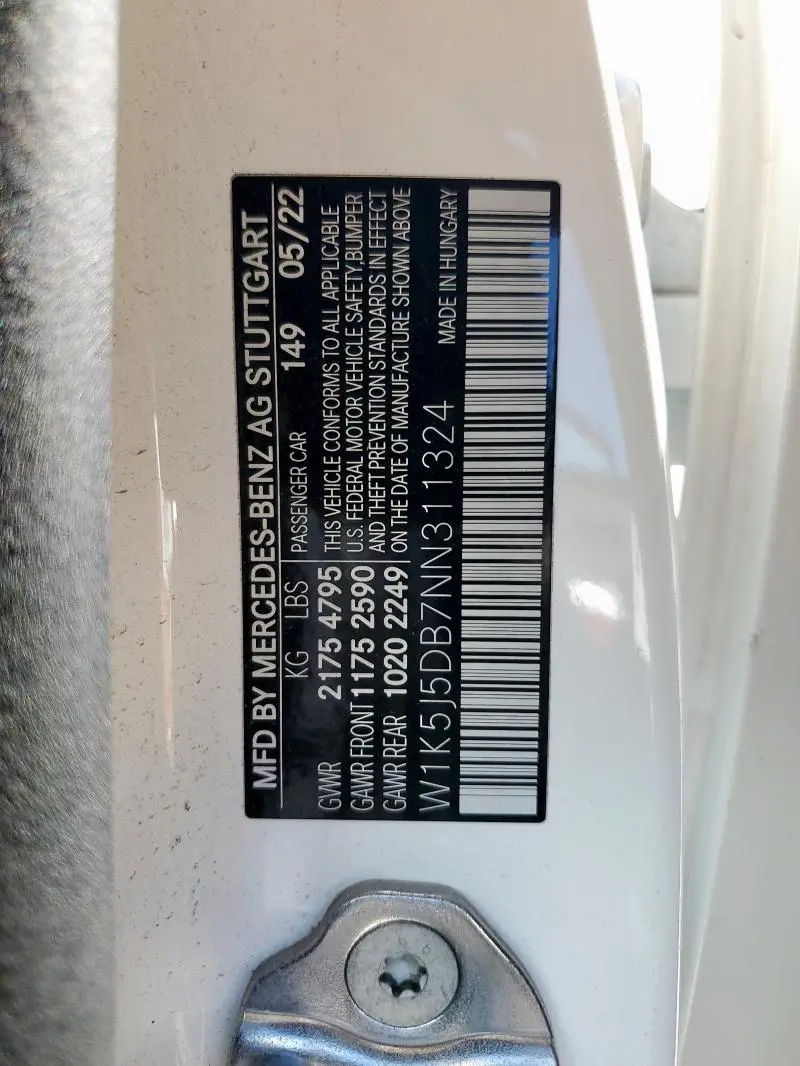 MFD BY MERCEDES-BENZ AG STUTTGART
KG LBS PASSENGER CAR 149 05/22
GVWR 2175 4795 THIS VEHICLE CONFORMS TO ALL APPLICABLE
GAWR FRONT 1175 2590 U.S. FEDERAL MOTOR VEHICLE SAFETY, BUMPER
AND THEFT PREVENTION STANDARDS IN EFFECT
GAWR REAR 1020 2249 ON THE DATE OF MANUFACTURE SHOWN ABOVE
W1K5J5DB7NN311324 MADE IN HUNGARY